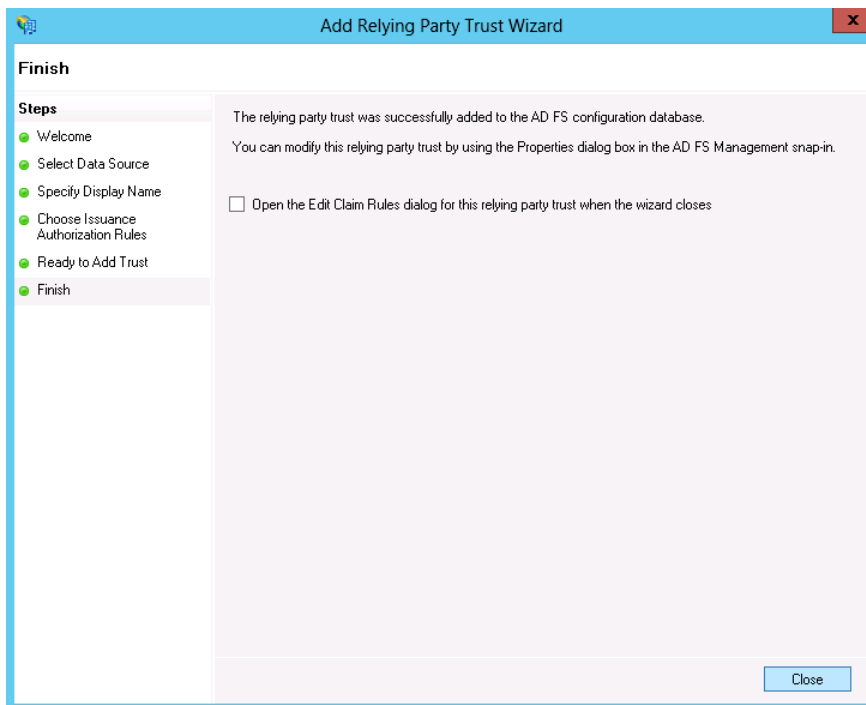 Add Relying Party Trust Wizard
x
Finish
Steps
Welcome
Select Data Source
Specify Display Name
Choose Issuance
Authorization Rules
Ready to Add Trust
Finish
The relying party trust was successfully added to the AD FS configuration database.
You can modify this relying party trust by using the Properties dialog box in the AD FS Management snap-in.
Open the Edit Claim Rules dialog for this relying party trust when the wizard closes
Close